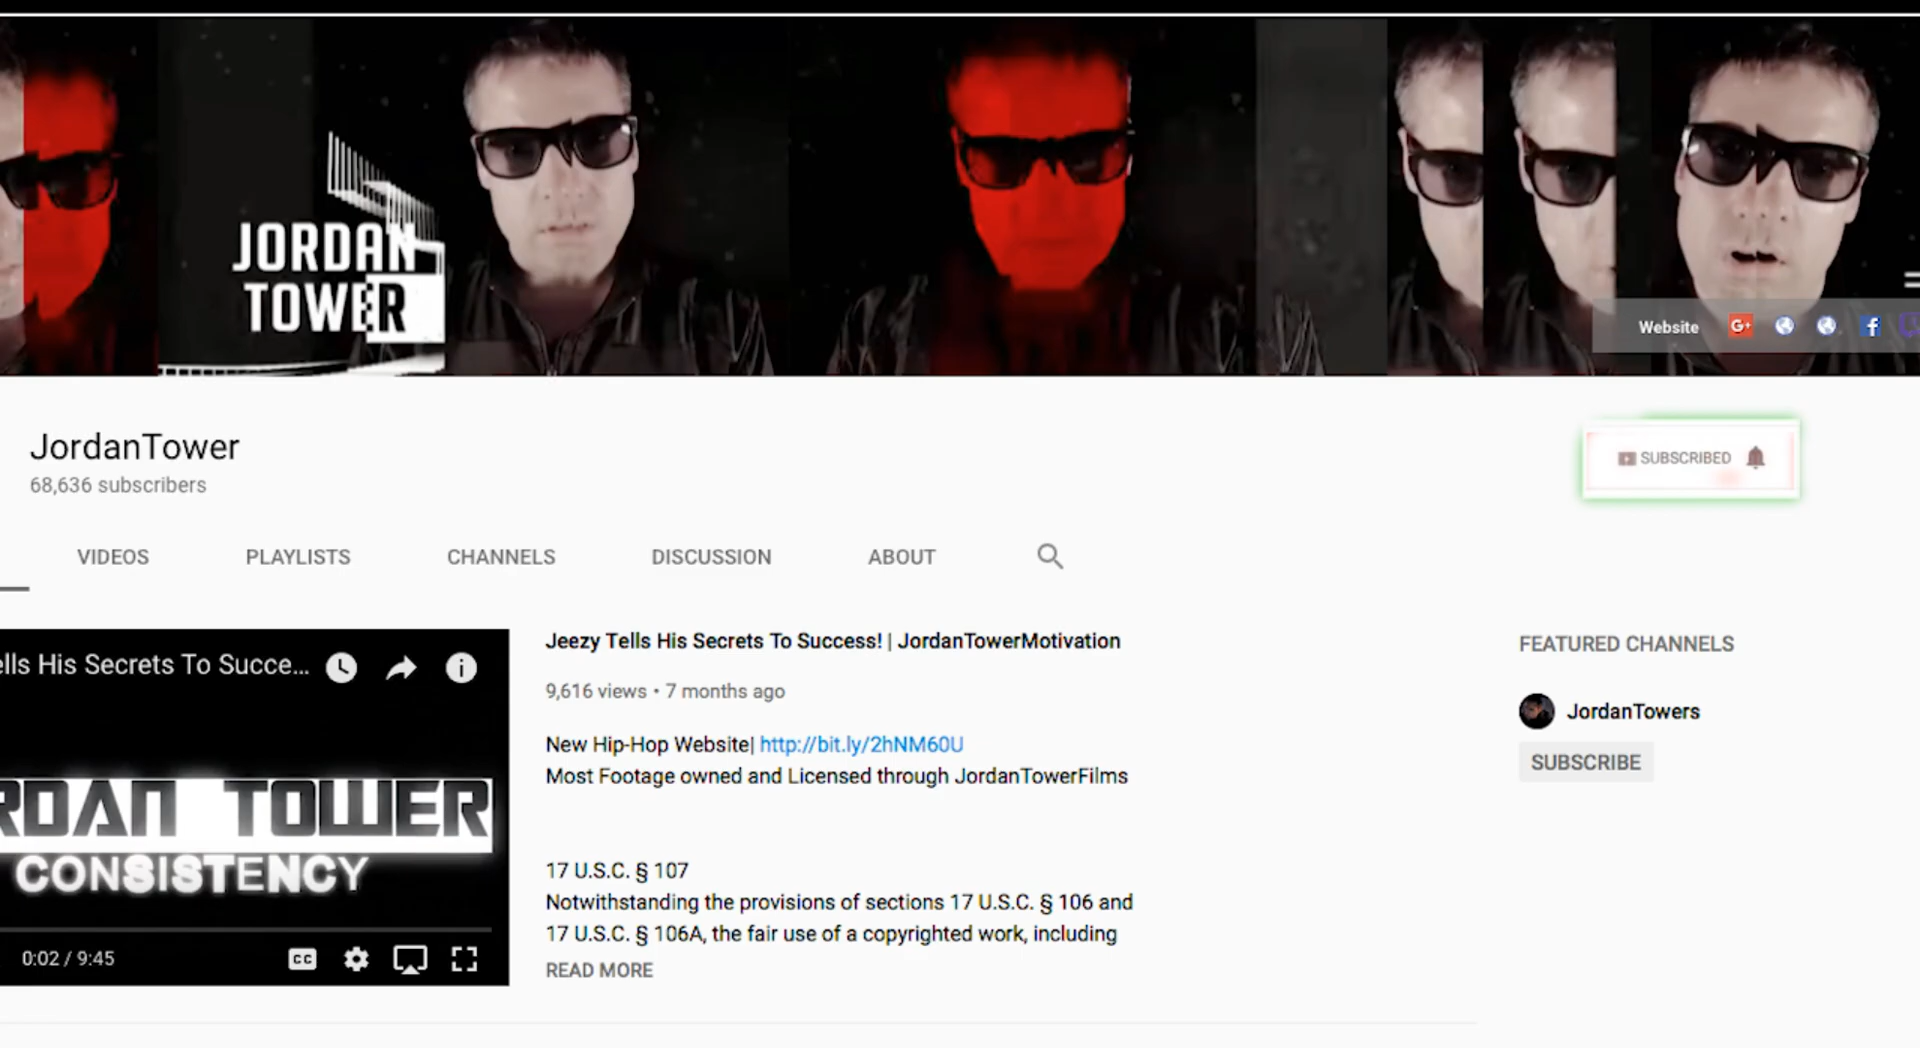 JORDAN
TOWER
Website
JordanTower
68,636 subscribers
SUBSCRIBED
VIDEOS
PLAYLISTS
CHANNELS
DISCUSSION
ABOUT
ells His Secrets To Succe...
RDAN TOWER
CONSISTENCY
0:02 / 9:45
CC
Jeezy Tells His Secrets To Success! | JordanTowerMotivation
9,616 views • 7 months ago
New Hip-Hop Website| http://bit.ly/2hNM60U
Most Footage owned and Licensed through JordanTowerFilms
17 U.S.C. § 107
Notwithstanding the provisions of sections 17 U.S.C. § 106 and
17 U.S.C. § 106A, the fair use of a copyrighted work, including
READ MORE
FEATURED CHANNELS
JordanTowers
SUBSCRIBE